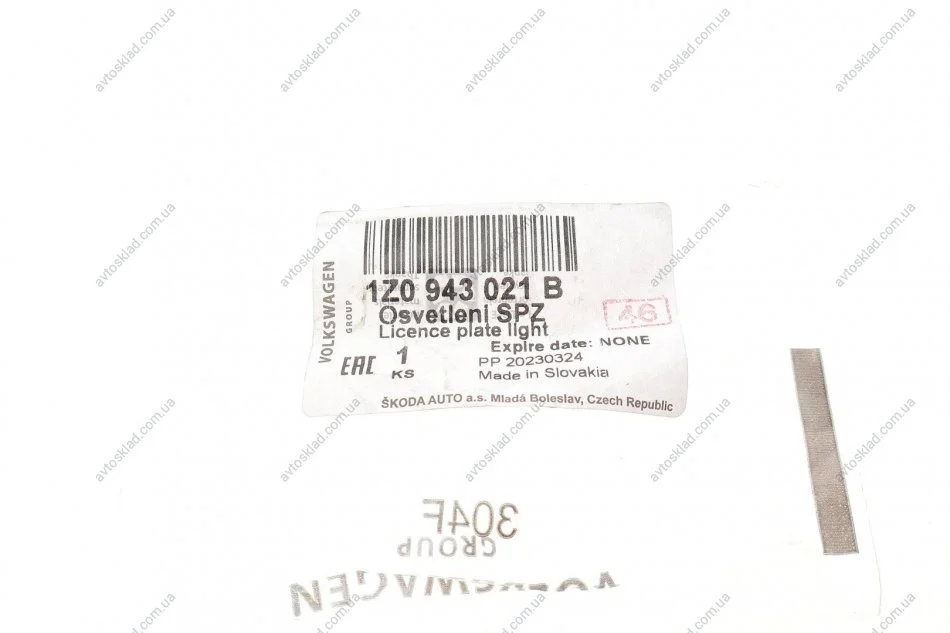 VOLKSWAGEN
GROUP
1Z0 943 021 B
Osvetleni SPZ
Licence plate light
46
Expire date: NONE
EAC 1
KS
PP 20230324
Made in Slovakia
ŠKODA AUTO a.s. Mladá Boleslav, Czech Republic
304F
GROUP
VOLKSWAGEN
avtosklad.com.ua